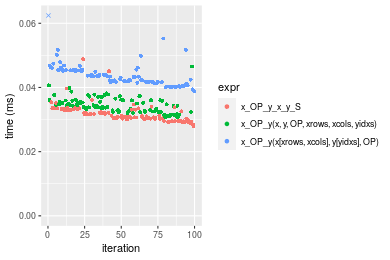 0.06
0.04
0.02
0.00
time (ms)
0 25 50 75 100
iteration
expr
x_OP_y_x_y_S
x_OP_y(x, y, OP, xrows, xcols, yidxs)
x_OP_y(x[xrows, xcols], y[yidxs], OP)